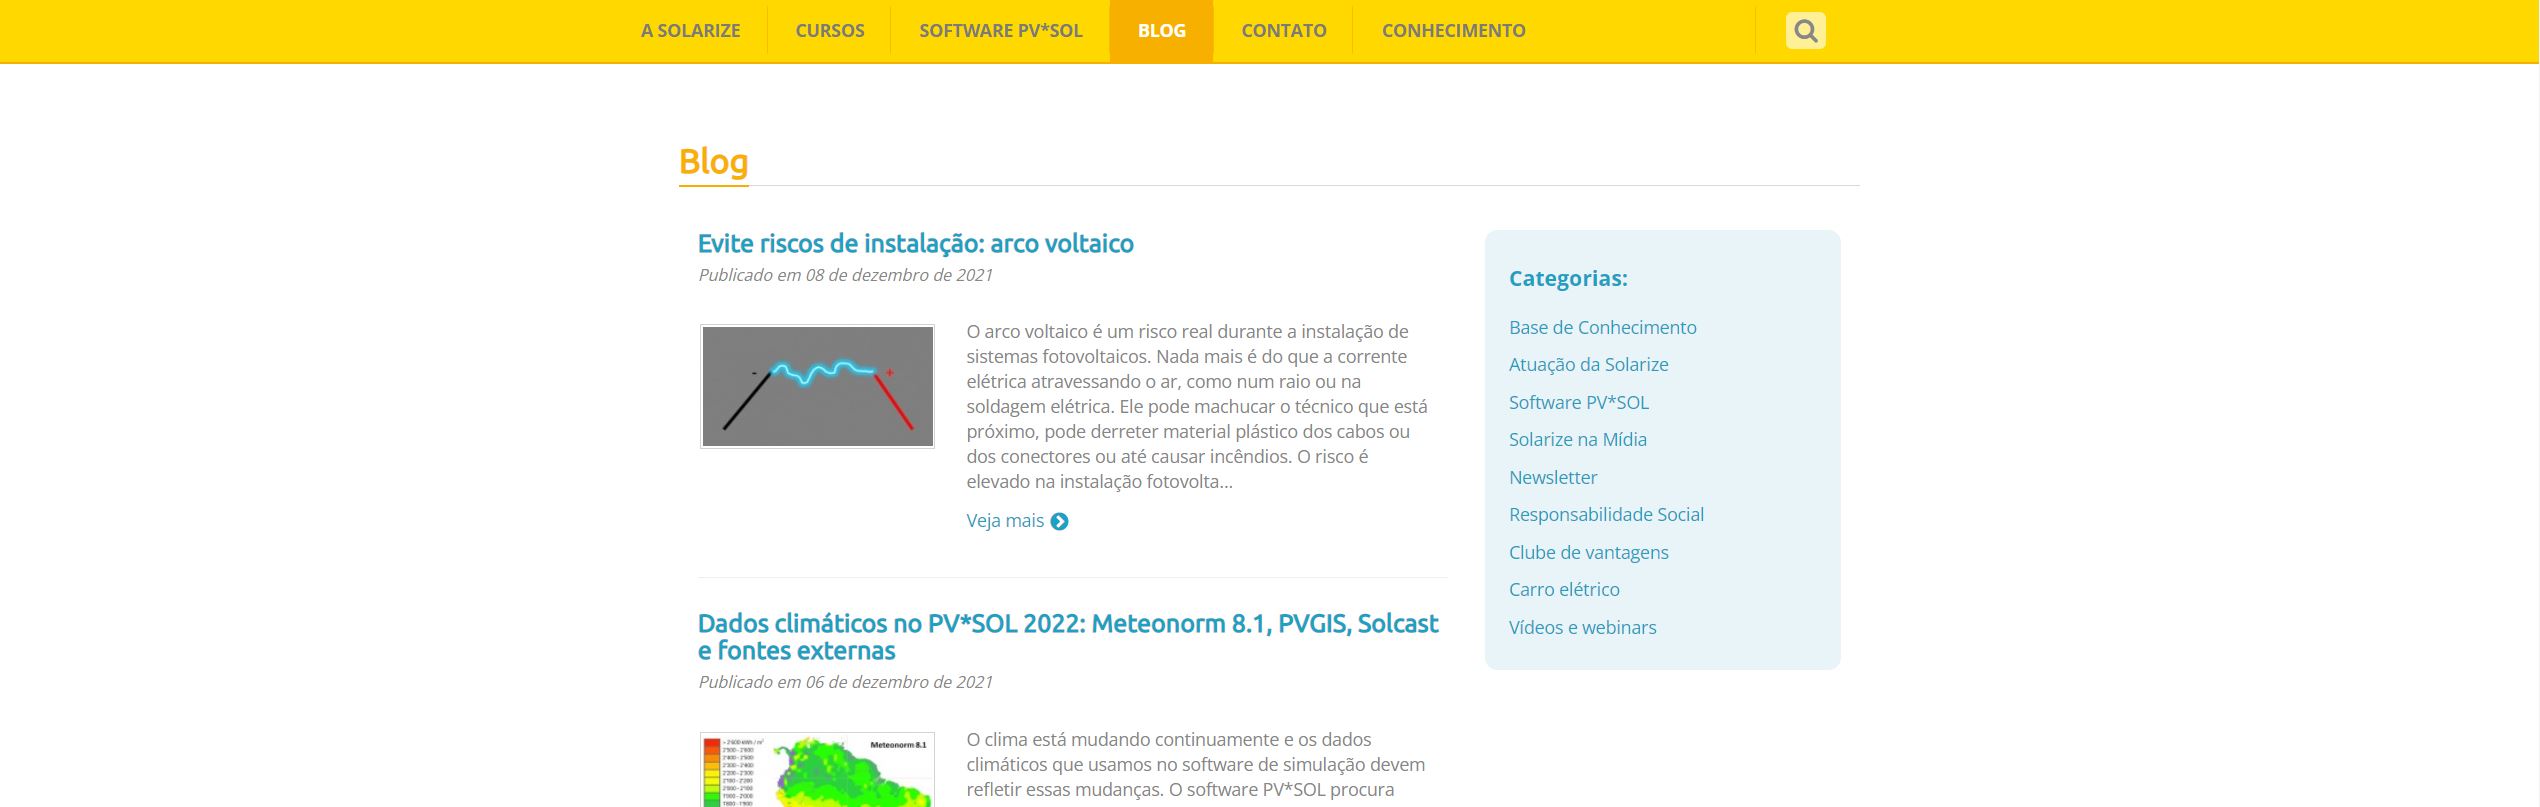 A SOLARIZE
CURSOS
SOFTWARE PV*SOL
BLOG
CONTATO
CONHECIMENTO
Blog
Evite riscos de instalação: arco voltaico
Publicado em 08 de dezembro de 2021
- +
O arco voltaico é um risco real durante a instalação de
sistemas fotovoltaicos. Nada mais é do que a corrente
elétrica atravessando o ar, como num raio ou na
soldagem elétrica. Ele pode machucar o técnico que está
próximo, pode derreter material plástico dos cabos ou
dos conectores ou até causar incêndios. O risco é
elevado na instalação fotovolta...
Veja mais
Dados climáticos no PV*SOL 2022: Meteonorm 8.1, PVGIS, Solcast
e fontes externas
Publicado em 06 de dezembro de 2021
Meteonorm 8.1
O clima está mudando continuamente e os dados
climáticos que usamos no software de simulação devem
refletir essas mudanças. O software PV*SOL procura
Categorias:
Base de Conhecimento
Atuação da Solarize
Software PV*SOL
Solarize na Mídia
Newsletter
Responsabilidade Social
Clube de vantagens
Carro elétrico
Vídeos e webinars